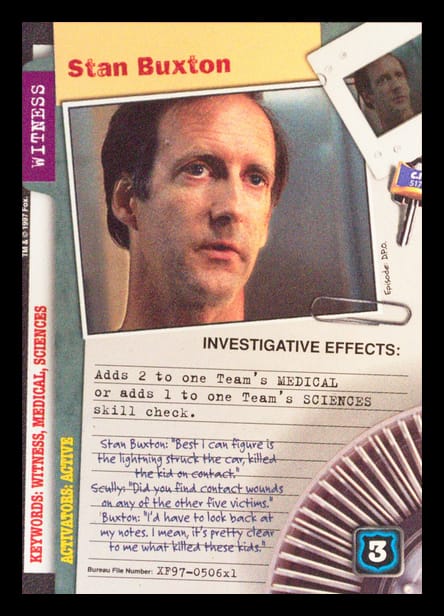 Stan Buxton
WITNESS
TM & © 1997 Fox.
517
Episode: D.P.O.
KEYWORDS: WITNESS, MEDICAL, SCIENCES
ACTIVATORS: ACTIVE
INVESTIGATIVE EFFECTS:
Adds 2 to one Team's MEDICAL
or adds 1 to one Team's SCIENCES
skill check.
Stan Buxton: "Best I can figure is
the lightning struck the car, killed
the kid on contact."
Scully: "Did you find contact wounds
on any of the other five victims."
Buxton: "I'd have to look back at
my notes. I mean, it's pretty clear
to me what killed these kids."
Bureau File Number: XF97-0506x1
3